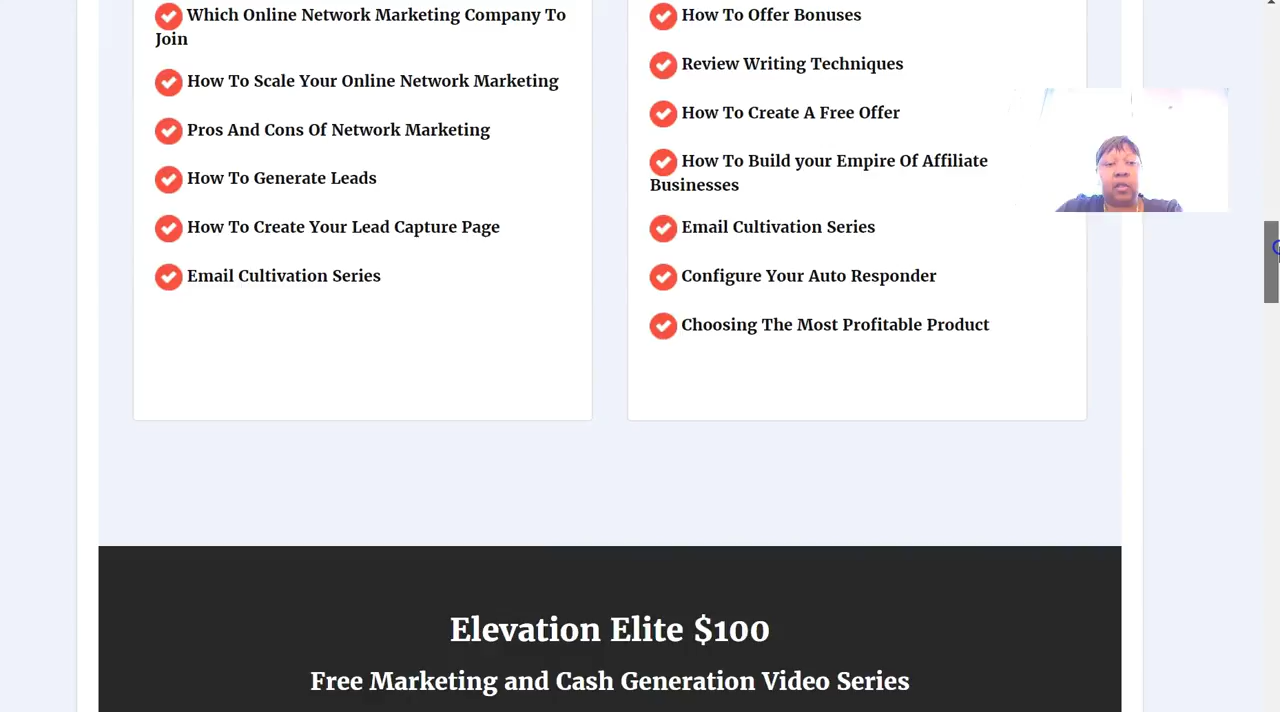 Which Online Network Marketing Company To
Join
How To Scale Your Online Network Marketing
Pros And Cons Of Network Marketing
How To Generate Leads
How To Create Your Lead Capture Page
Email Cultivation Series
How To Offer Bonuses
Review Writing Techniques
How To Create A Free Offer
How To Build your Empire Of Affiliate
Businesses
Email Cultivation Series
Configure Your Auto Responder
Choosing The Most Profitable Product
Elevation Elite $100
Free Marketing and Cash Generation Video Series